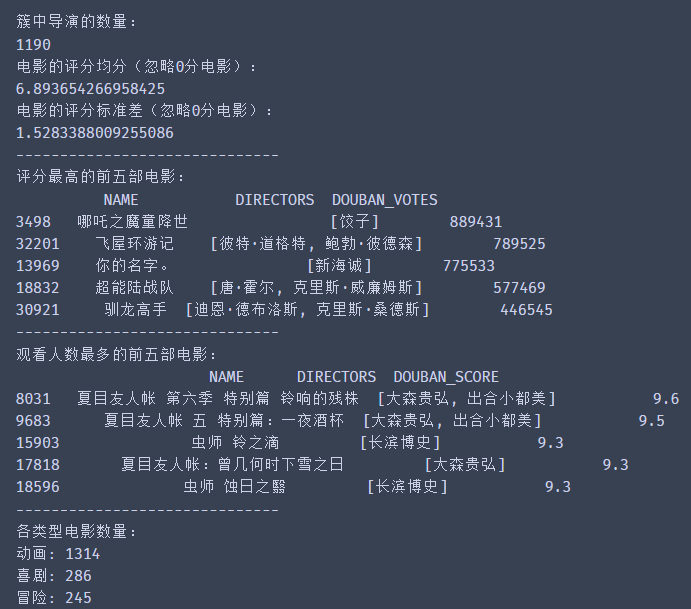 簇中导演的数量:
1190
电影的评分均分（忽略0分电影）:
6.893654266958425
电影的评分标准差（忽略0分电影）:
1.5283388009255086
------------------------------
评分最高的前五部电影:
NAME DIRECTORS DOUBAN_VOTES
3498 哪吒之魔童降世 [饺子] 889431
32201 飞屋环游记 [彼特·道格特, 鲍勃·彼德森] 789525
13969 你的名字。 [新海诚] 775533
18832 超能陆战队 [唐·霍尔, 克里斯·威廉姆斯] 577469
30921 驯龙高手 [迪恩·德布洛斯, 克里斯·桑德斯] 446545
------------------------------
观看人数最多的前五部电影:
NAME DIRECTORS DOUBAN_SCORE
8031 夏目友人帐 第六季 特别篇 铃响的残株 [大森贵弘, 出合小都美] 9.6
9683 夏目友人帐 五 特别篇：一夜酒杯 [大森贵弘, 出合小都美] 9.5
15903 虫师 铃之滴 [长滨博史] 9.3
17818 夏目友人帐：曾几何时下雪之日 [大森贵弘] 9.3
18596 虫师 蚀日之翳 [长滨博史] 9.3
------------------------------
各类型电影数量:
动画: 1314
喜剧: 286
冒险: 245